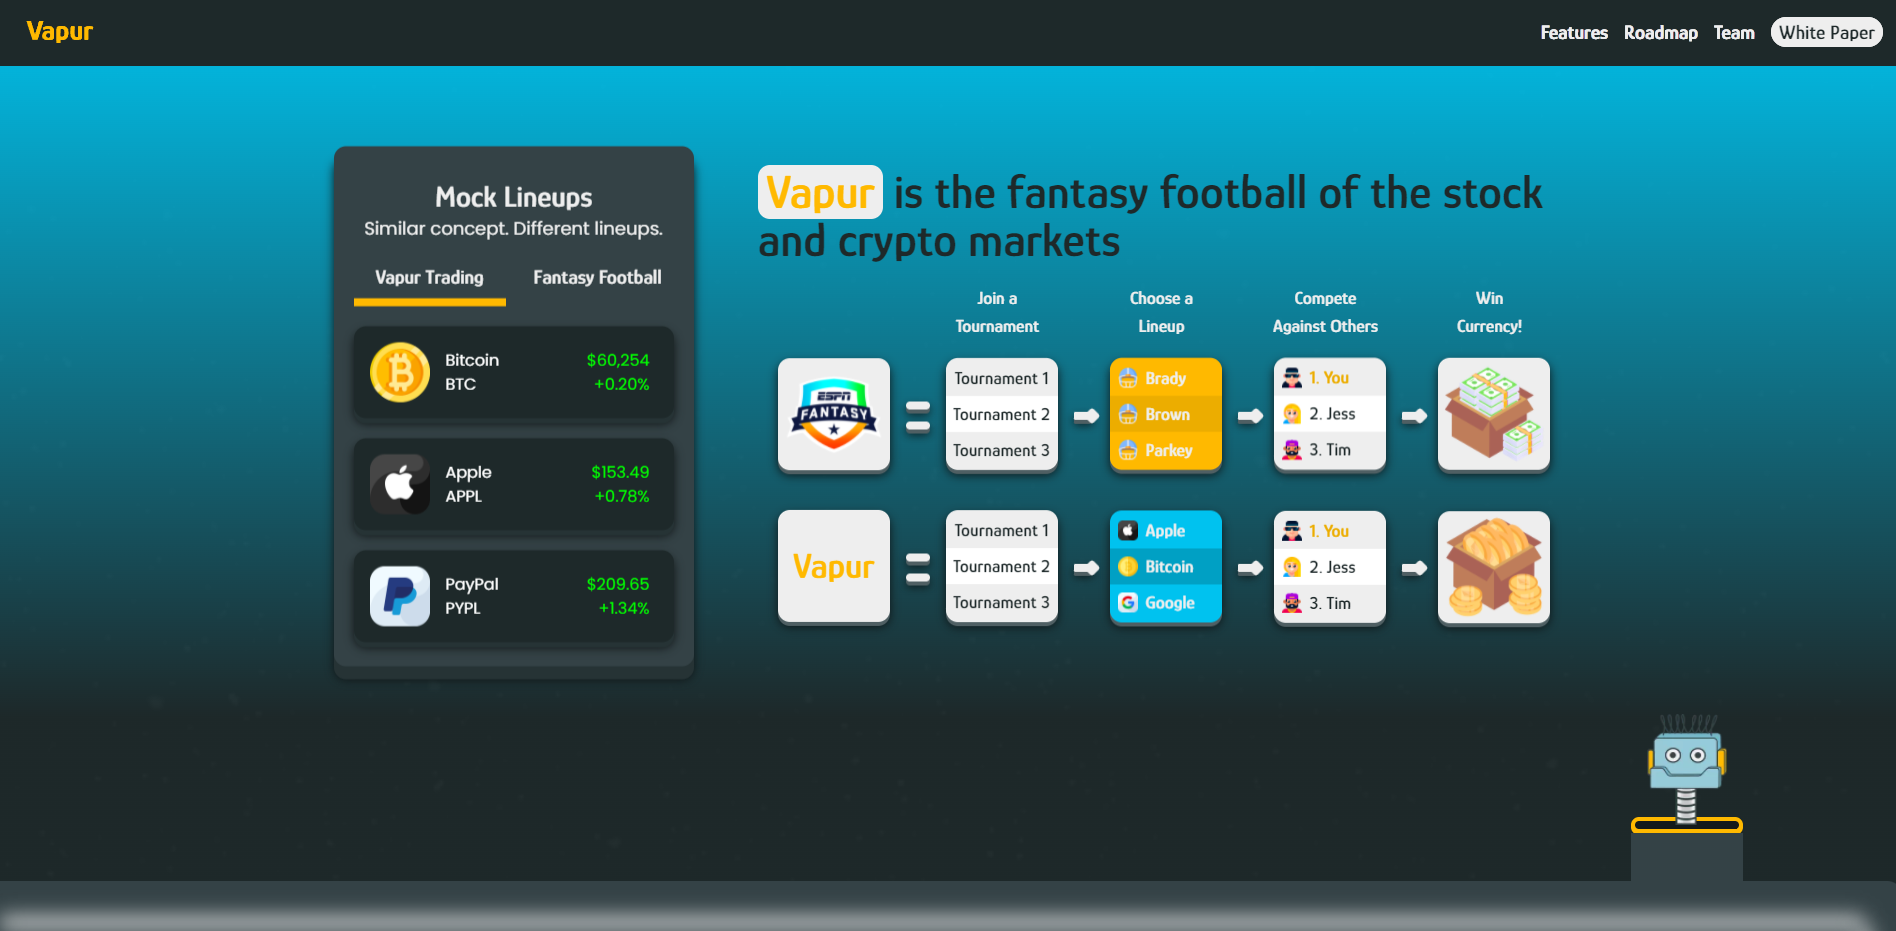 Vapur
Features Roadmap Team White Paper
Mock Lineups
Similar concept. Different lineups.
Vapur Trading Fantasy Football
Bitcoin $60,254
BTC +0.20%
Apple $153.49
APPL +0.78%
PayPal $209.65
PYPL +1.34%
Vapur is the fantasy football of the stock
and crypto markets
Join a
Tournament
Choose a
Lineup
Compete
Against Others
Win
Currency!
ESPN
FANTASY
Tournament 1
Tournament 2
Tournament 3
Brady
Brown
Parkey
1. You
2. Jess
3. Tim
Vapur
Tournament 1
Tournament 2
Tournament 3
Apple
Bitcoin
Google
1. You
2. Jess
3. Tim